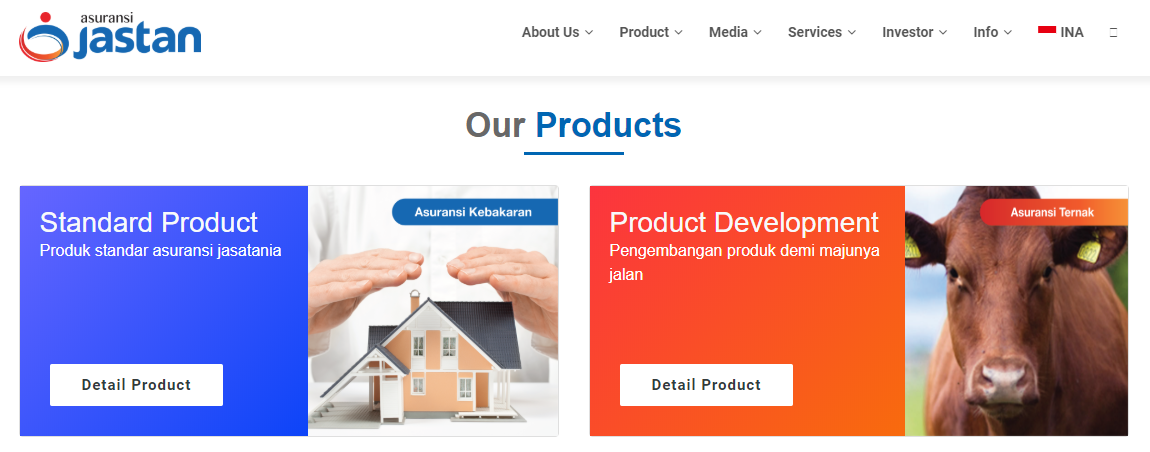 asuransi
jastan
About Us
Product
Media
Services
Investor
Info
INA
Our Products
Standard Product
Produk standar asuransi jasatania
Asuransi Kebakaran
Detail Product
Product Development
Pengembangan produk demi majunya
jalan
Asuransi Ternak
Detail Product